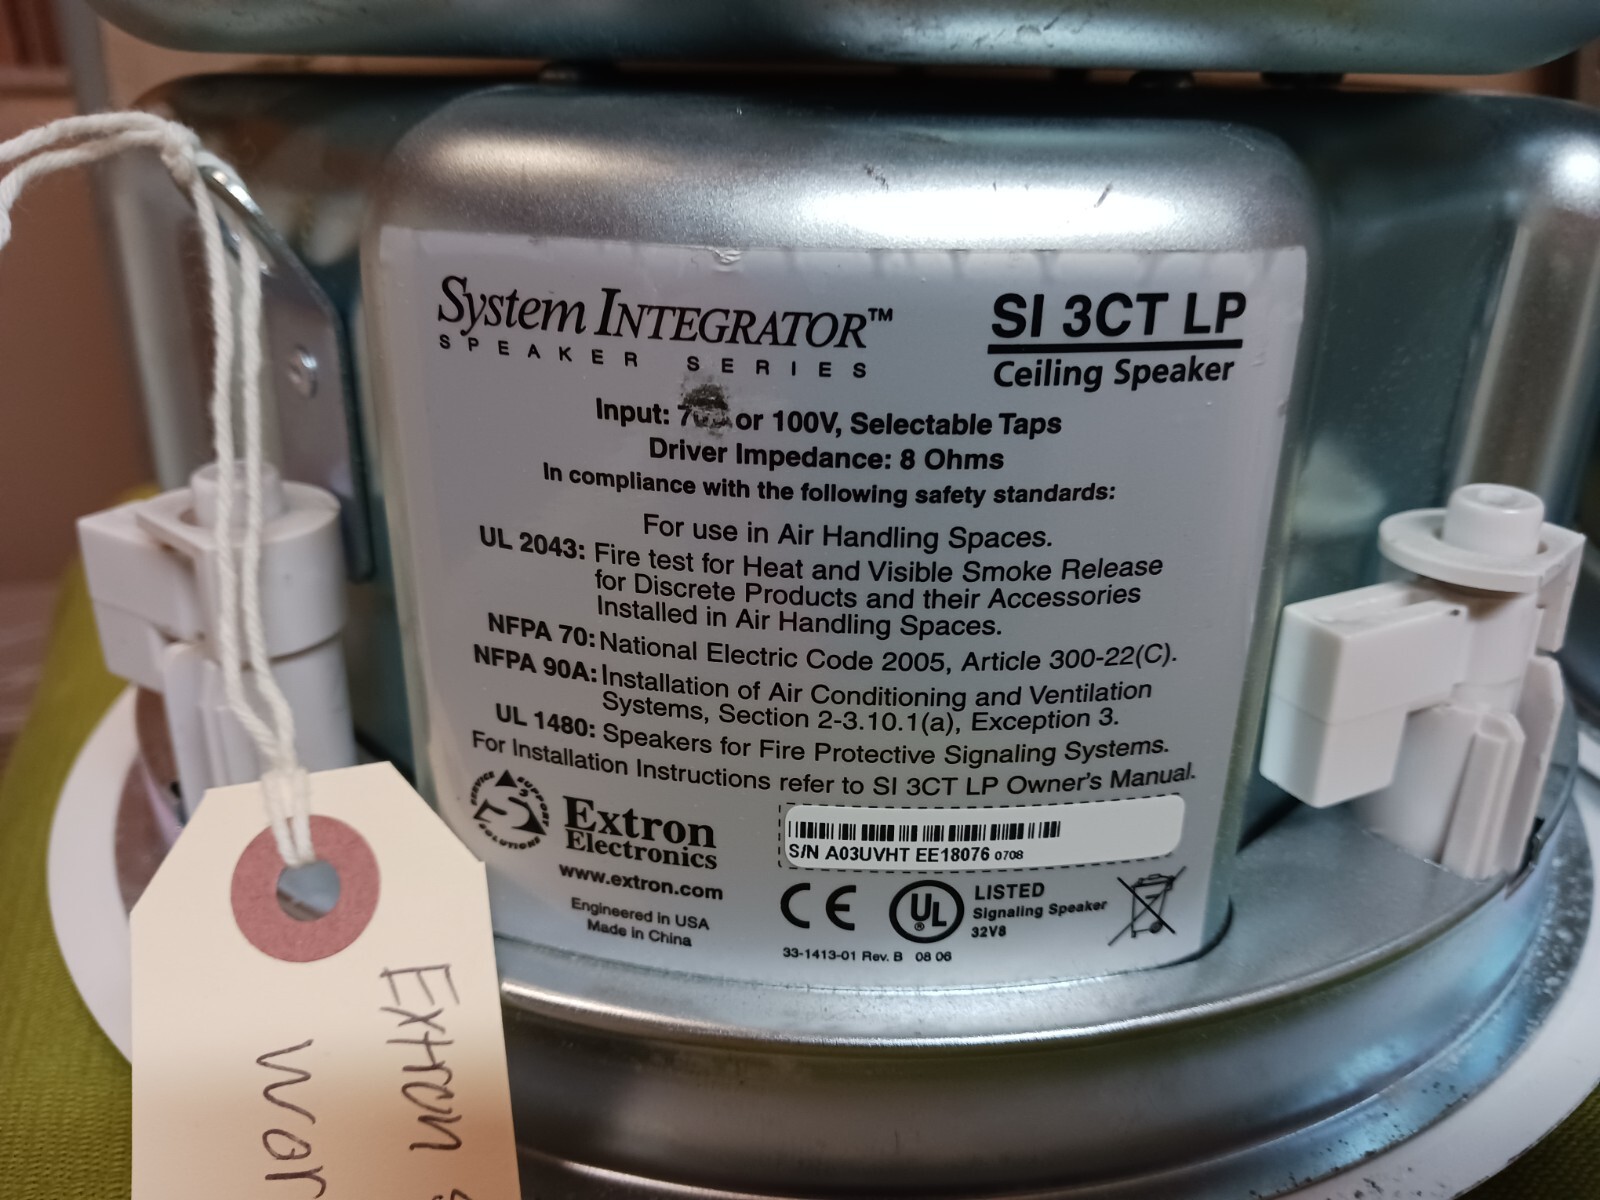 System INTEGRATOR™
SPEAKER SERIES
SI 3CT LP
Ceiling Speaker
Input: or 100V, Selectable Taps
Driver Impedance: 8 Ohms
In compliance with the following safety standards:
For use in Air Handling Spaces.
UL 2043: Fire test for Heat and Visible Smoke Release
for Discrete Products and their Accessories
Installed in Air Handling Spaces.
NFPA 70: National Electric Code 2005, Article 300-22(C).
NFPA 90A: Installation of Air Conditioning and Ventilation
Systems, Section 2-3.10.1(a), Exception 3.
UL 1480: Speakers for Fire Protective Signaling Systems.
For Installation Instructions refer to SI 3CT LP Owner's Manual.
SERVICE SUPPORT SOLUTIONS
Extron
Electronics
www.extron.com
Engineered in USA
Made in China
S/N A03UVHT EE18076 0708
CE
UL
®
LISTED
Signaling Speaker
32V8
33-1413-01 Rev. B 08 06
Extron